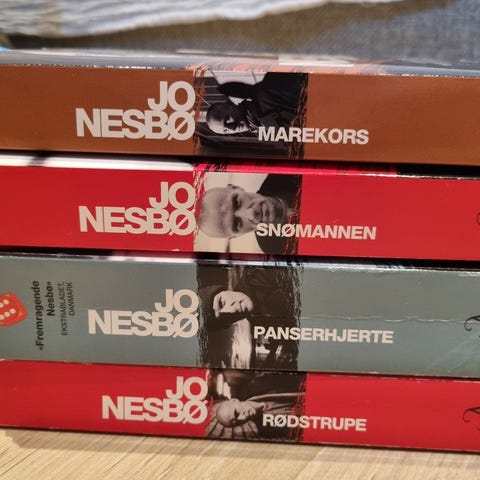 JO
NESBØ
MAREKORS
JO
NESBØ
SNØMANNEN
«Fremragende
Nesbø»
EKSTRABLADET,
DANMARK
JO
NESBØ
PANSERHJERTE
JO
NESBØ
RØDSTRUPE